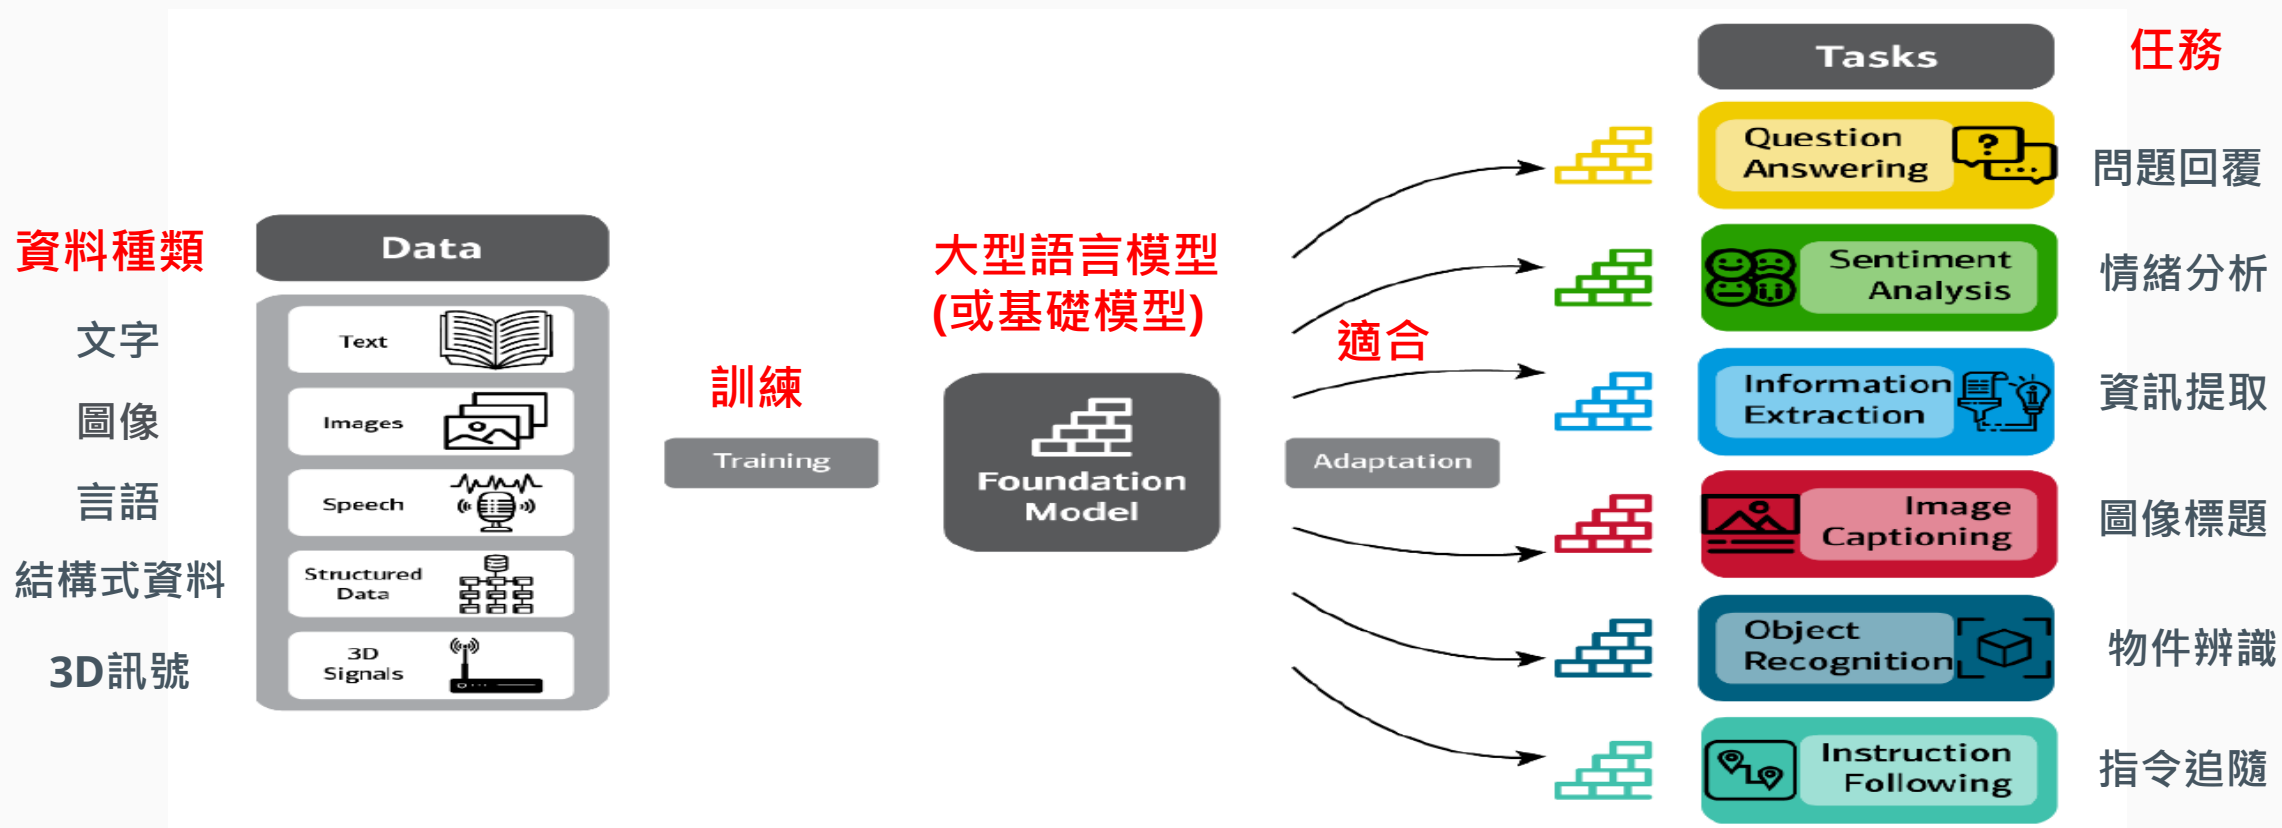 資料種類
Data
文字
Text
圖像
Images
言語
Speech
結構式資料
Structured
Data
3D訊號
3D
Signals
訓練
Training
大型語言模型
(或基礎模型)
Foundation
Model
適合
Adaptation
Tasks
任務
Question
Answering
?
...
問題回覆
Sentiment
Analysis
情緒分析
Information
Extraction
資訊提取
Image
Captioning
圖像標題
Object
Recognition
物件辨識
Instruction
Following
指令追隨